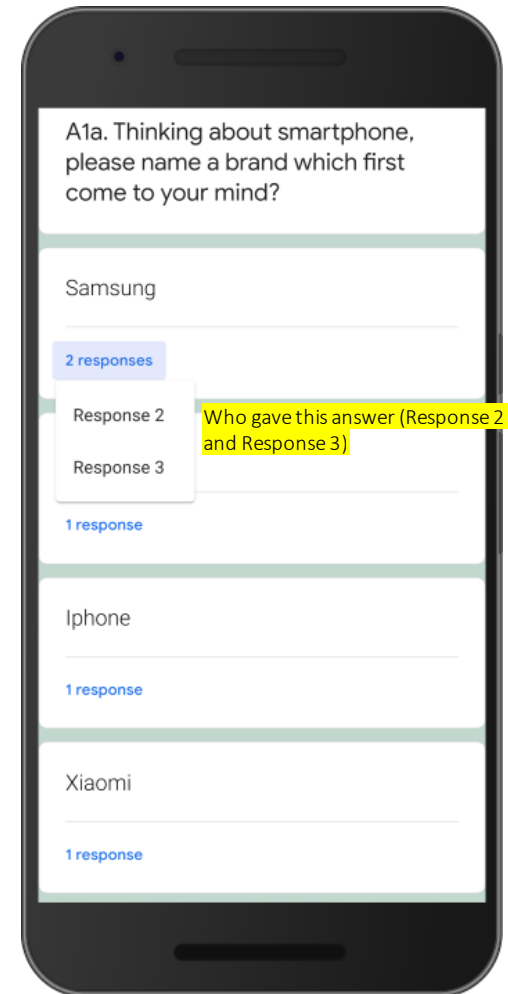 A1a. Thinking about smartphone,
please name a brand which first
come to your mind?
Samsung
2 responses
Response 2
Response 3
Who gave this answer (Response 2
and Response 3)
1 response
Iphone
1 response
Xiaomi
1 response